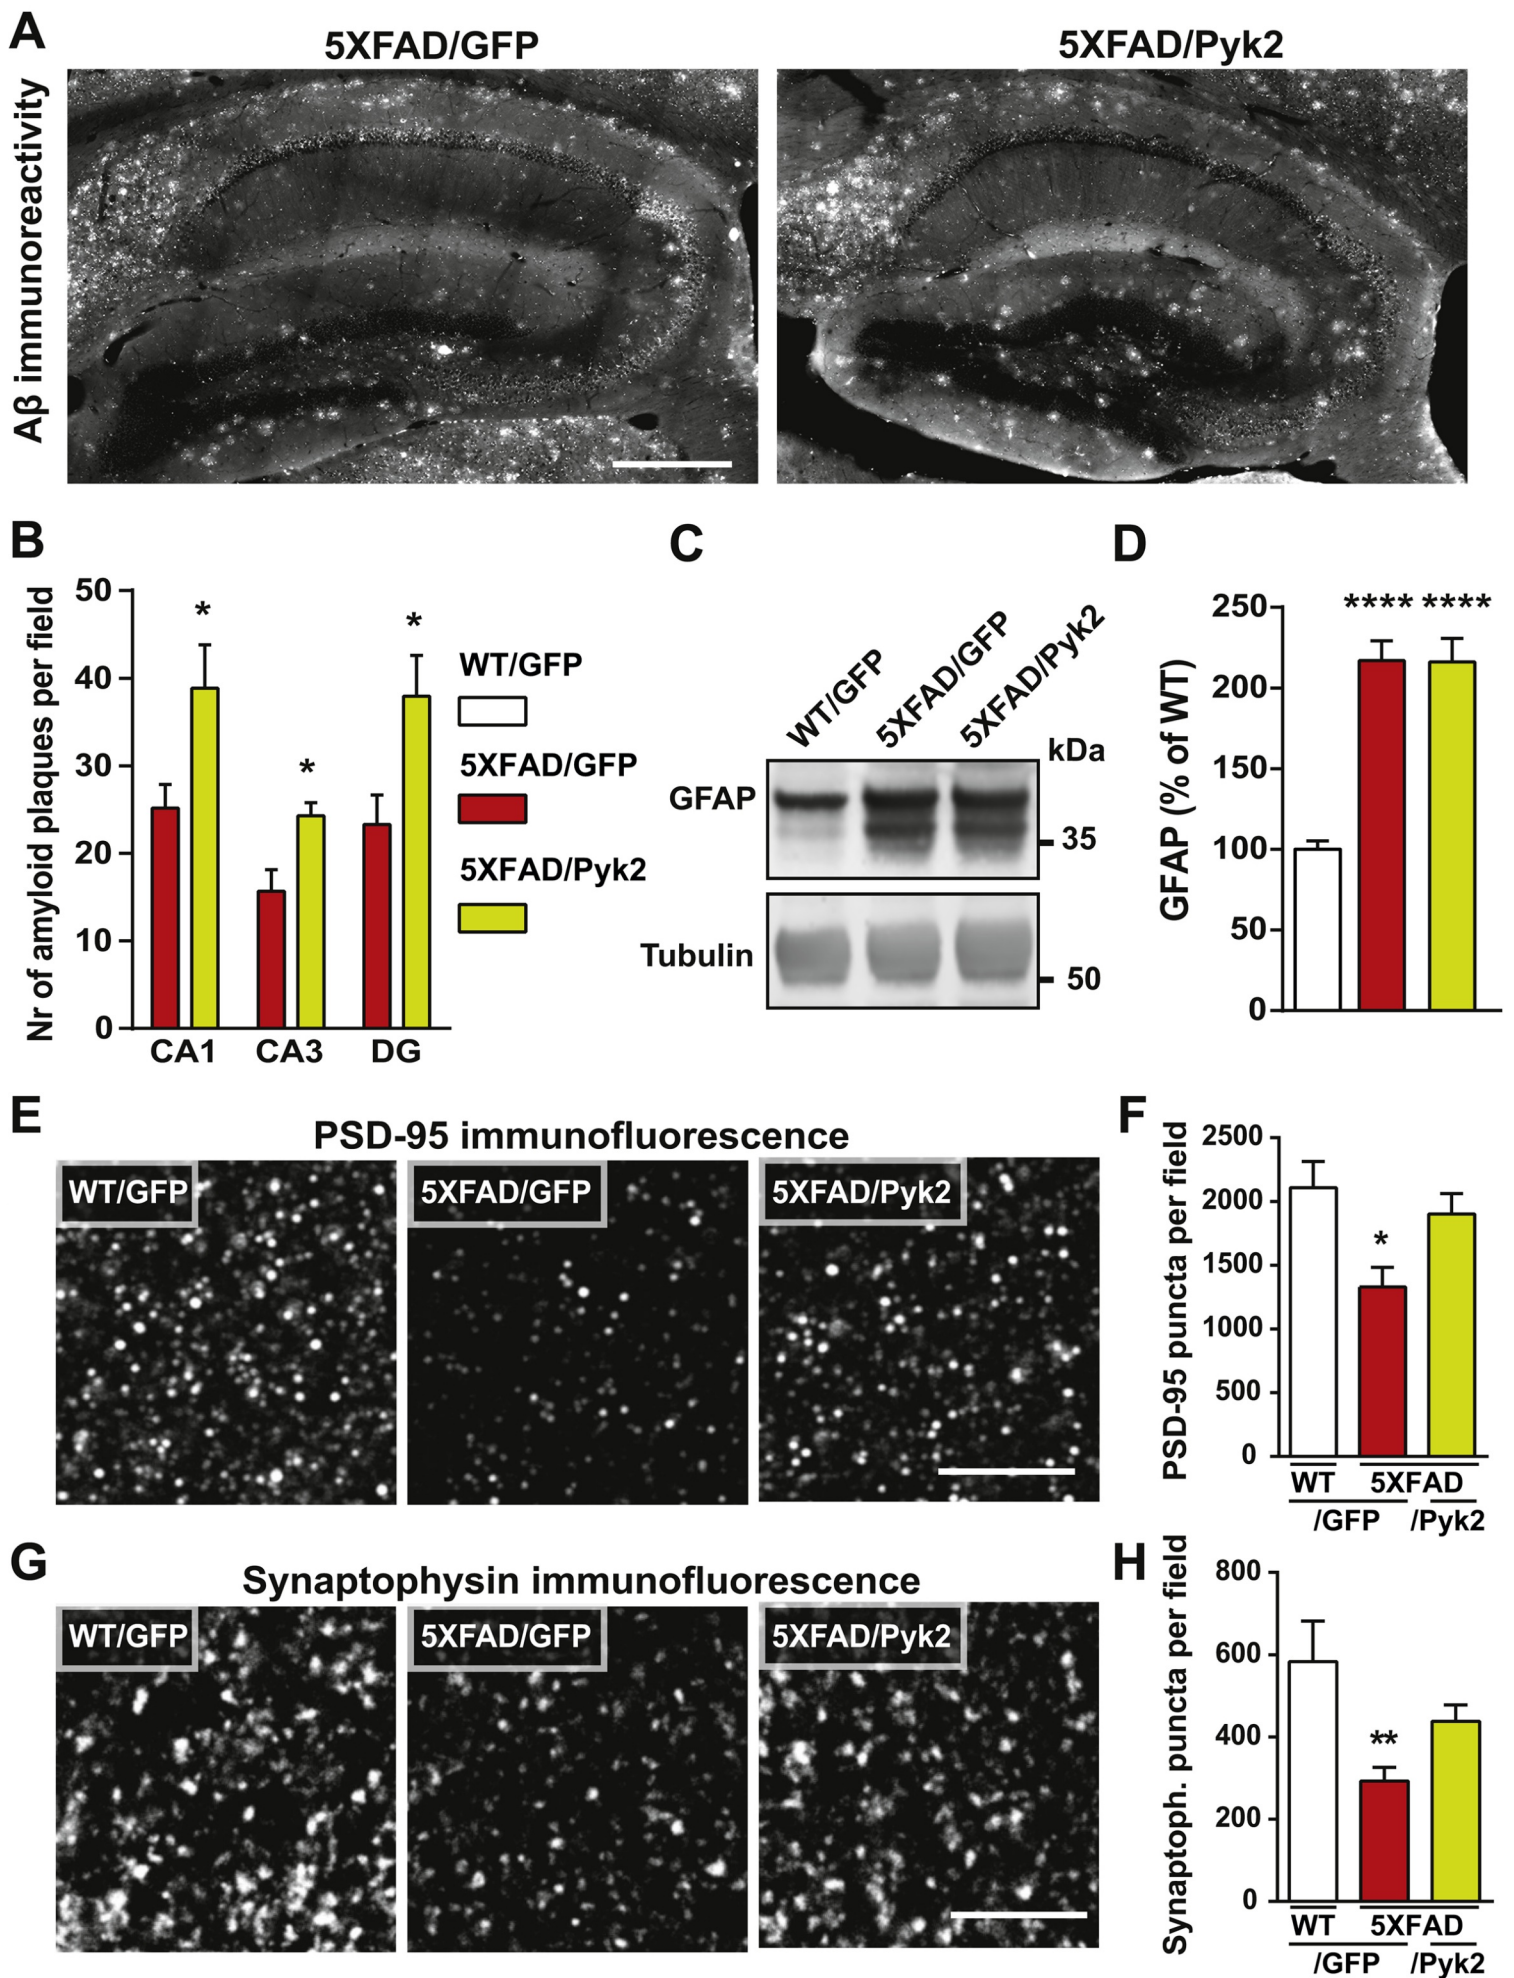 A
5XFAD/GFP
5XFAD/Pyk2
Aβ immunoreactivity
B
Nr of amyloid plaques per field
50
40
30
20
10
0
*
*
*
CA1
CA3
DG
WT/GFP
5XFAD/GFP
5XFAD/Pyk2
C
WT/GFP
5XFAD/GFP
5XFAD/Pyk2
kDa
GFAP
35
Tubulin
50
D
GFAP (% of WT)
250
200
150
100
50
0
**** ****
E
PSD-95 immunofluorescence
WT/GFP
5XFAD/GFP
5XFAD/Pyk2
F
PSD-95 puncta per field
2500
2000
1500
1000
500
0
*
WT 5XFAD
/GFP /Pyk2
G
Synaptophysin immunofluorescence
WT/GFP
5XFAD/GFP
5XFAD/Pyk2
H
Synaptoph. puncta per field
800
600
400
200
0
**
WT 5XFAD
/GFP /Pyk2